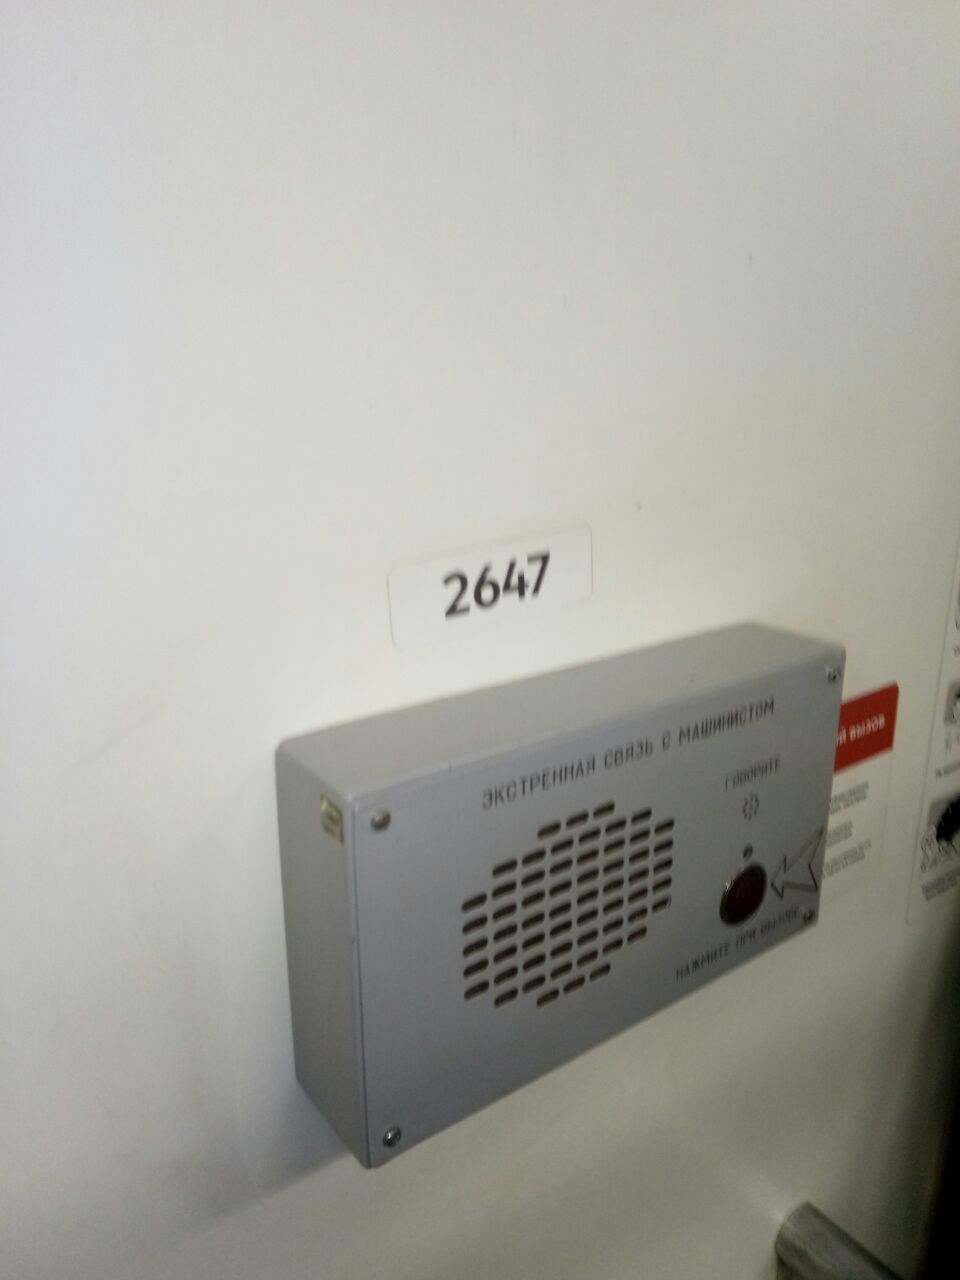 2647
ЭКСТРЕННАЯ СВЯЗЬ С МАШИНИСТОМ
ГОВОРИТЕ
НАЖМИТЕ ПРИ ВЫЗОВЕ
ВЫЗОВ